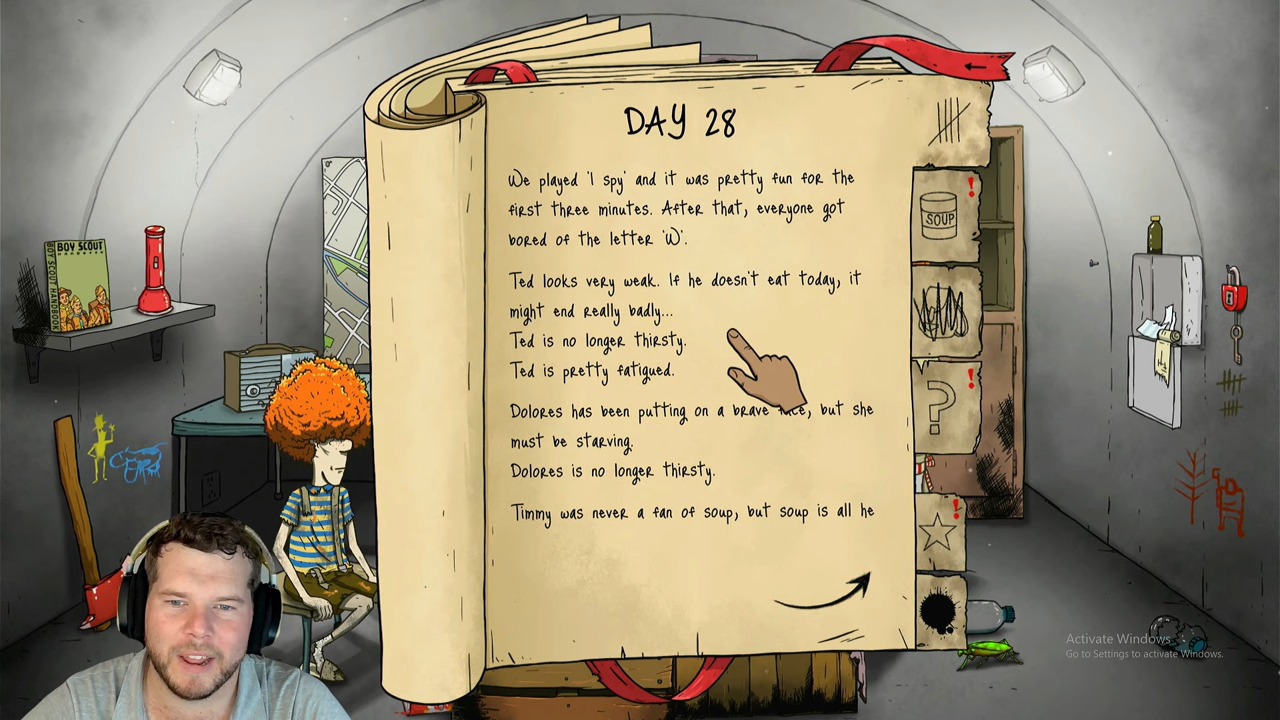 DAY 28
We played 'I spy' and it was pretty fun for the
first three minutes. After that, everyone got
bored of the letter 'W'.
Ted looks very weak. If he doesn't eat today, it
might end really badly...
Ted is no longer thirsty.
Ted is pretty fatigued.
Dolores has been putting on a brave face, but she
must be starving.
Dolores is no longer thirsty.
Timmy was never a fan of soup, but soup is all he
SOUP
!
?
!
!
BOY SCOUT
BOY SCOUT HANDBOOK
Activate Windows
Go to Settings to activate Windows.